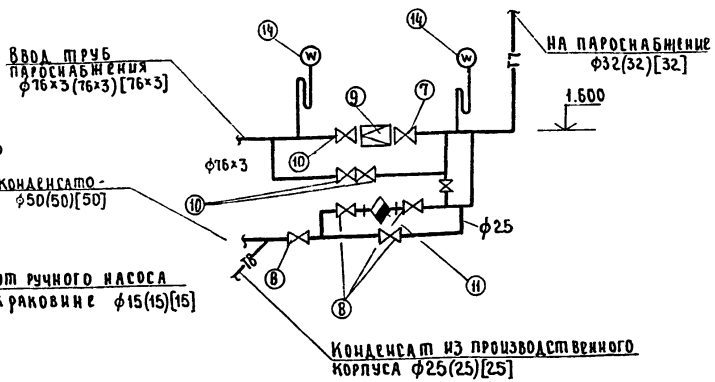 14
14
ВВОД ТРУБ
ПАРОСНАБЖЕНИЯ
ϕ76×3(76×3)[76×3]
W
W
НА ПАРОСНАБЖЕНИЕ
ϕ32(32)[32]
9
7
1.600
10
ϕ76×3
КОНДЕНСАТО-
ϕ50(50)[50]
10
ϕ25
8
8
11
ОТ РУЧНОГО НАСОСА
РАКОВИНЕ ϕ15(15)[15]
КОНДЕНСАТ ИЗ ПРОИЗВОДСТВЕННОГО
КОРПУСА ϕ25(25)[25]